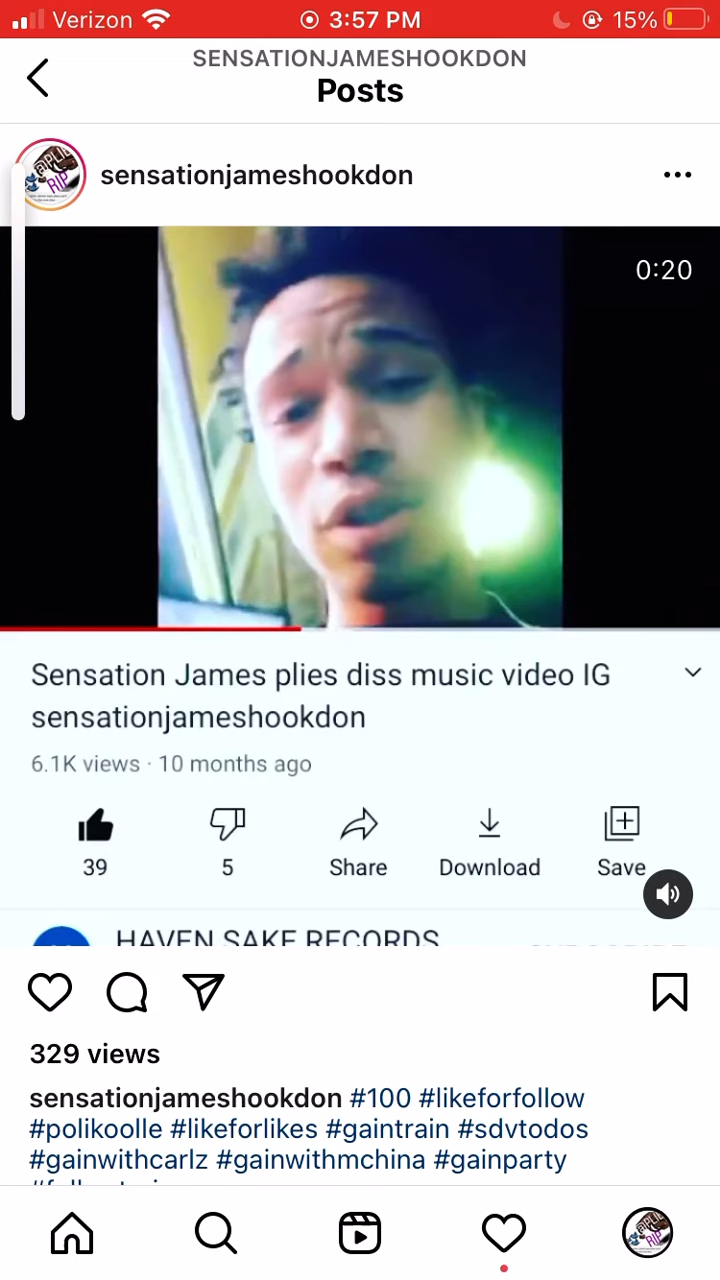 Verizon 3:57 PM 15%
SENSATIONJAMESHOOKDON
Posts
sensationjameshookdon
0:20
Sensation James plies diss music video IG
sensationjameshookdon
6.1K views · 10 months ago
39 5 Share Download Save
HAVEN SAKE RECORDS
329 views
sensationjameshookdon #100 #likeforfollow
#polikoolle #likeforlikes #gaintrain #sdvtodos
#gainwithcarlz #gainwithmchina #gainparty